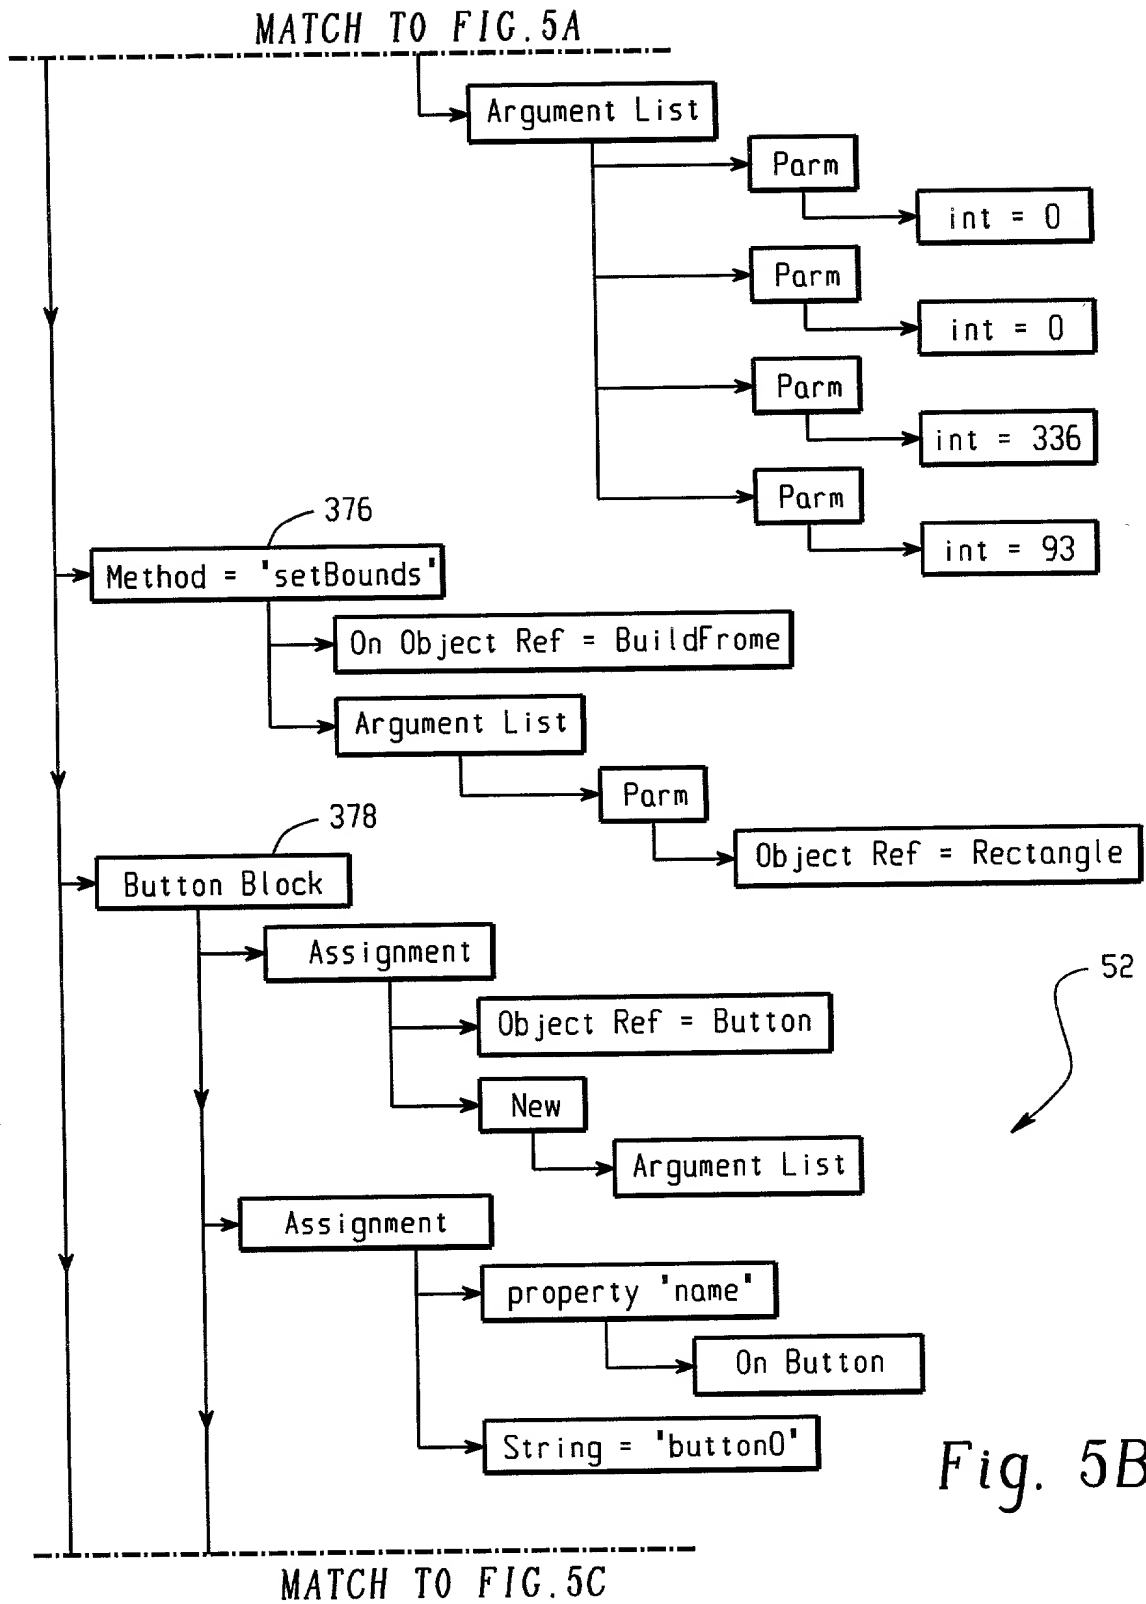 MATCH TO FIG.5A
Argument List
Parm
int = 0
Parm
int = 0
Parm
int = 336
Parm
int = 93
376
Method = 'setBounds'
On Object Ref = BuildFrome
Argument List
Parm
Object Ref = Rectangle
378
Button Block
Assignment
52
Object Ref = Button
New
Argument List
Assignment
property 'name'
On Button
String = 'button0'
Fig. 5B
MATCH TO FIG.5C